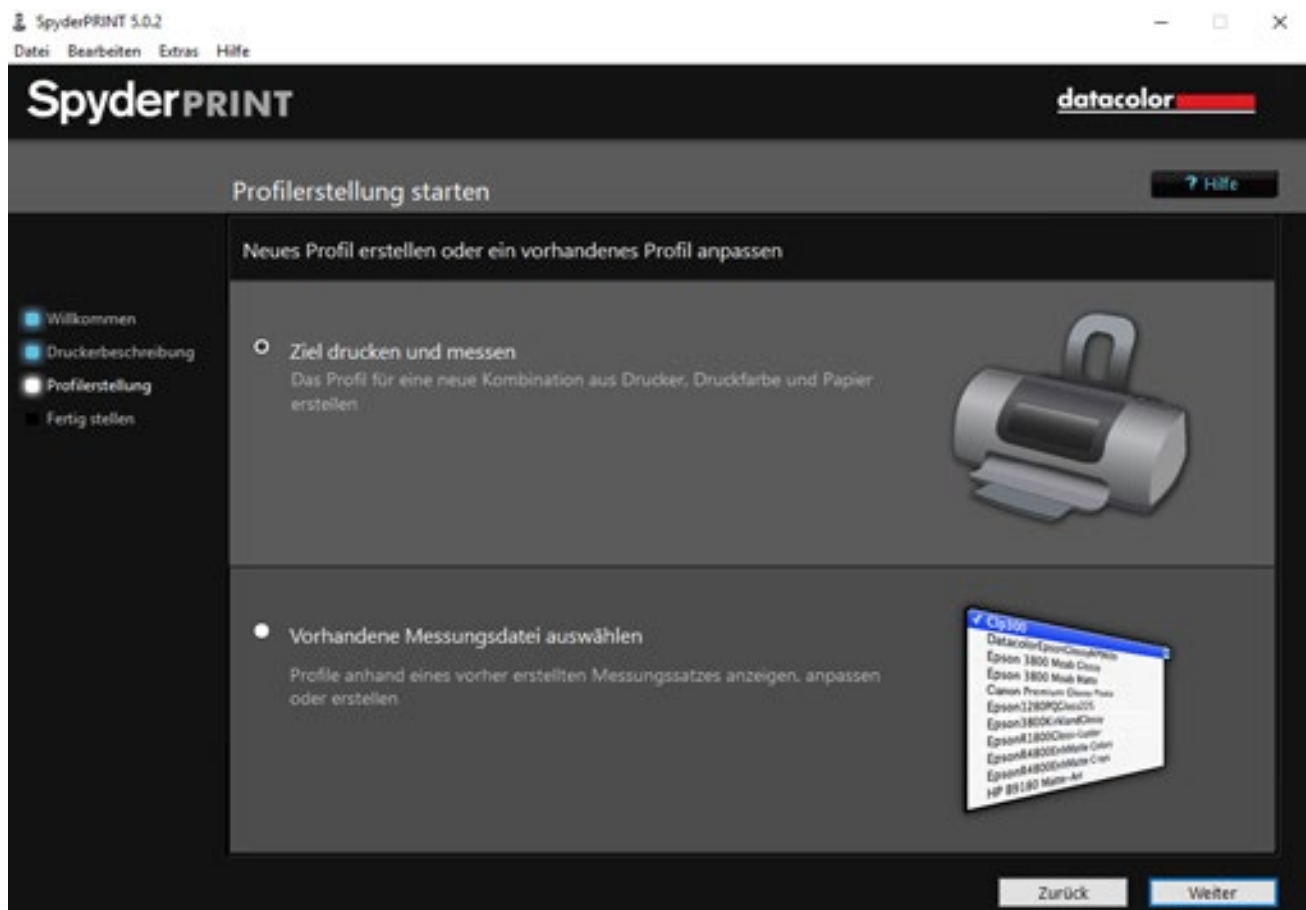 SpyderPRINT 5.0.2
Datei Bearbeiten Extras Hilfe
SpyderPRINT
datacolor
Profilerstellung starten
? Hilfe
Neues Profil erstellen oder ein vorhandenes Profil anpassen
Willkommen
Druckerbeschreibung
Profilerstellung
Fertig stellen
Ziel drucken und messen
Das Profil für eine neue Kombination aus Drucker, Druckfarbe und Papier
erstellen
Vorhandene Messungsdatei auswählen
Profile anhand eines vorher erstellten Messungssatzes anzeigen, anpassen
oder erstellen
Epson 3800 Moab Glossy
Epson 3800 Moab Matte
Canon Premium Glossy Photo
Epson3800KirklandGlossy
HP B9180 Matte-Art
Zurück
Weiter